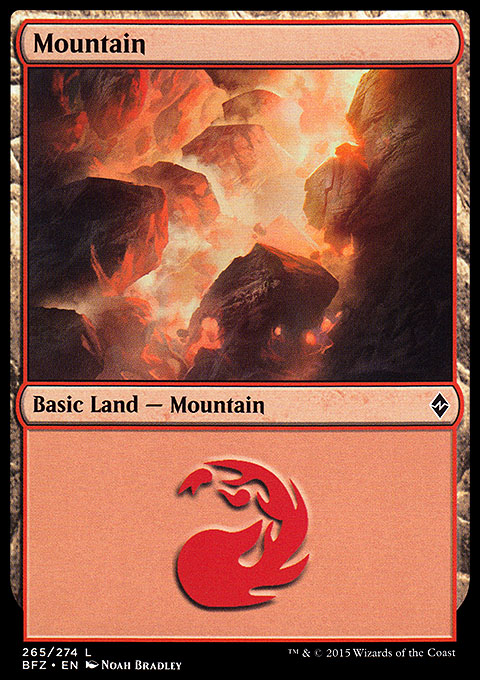 Mountain
Basic Land — Mountain
265/274 L
™ & © 2015 Wizards of the Coast
BFZ • EN Noah Bradley